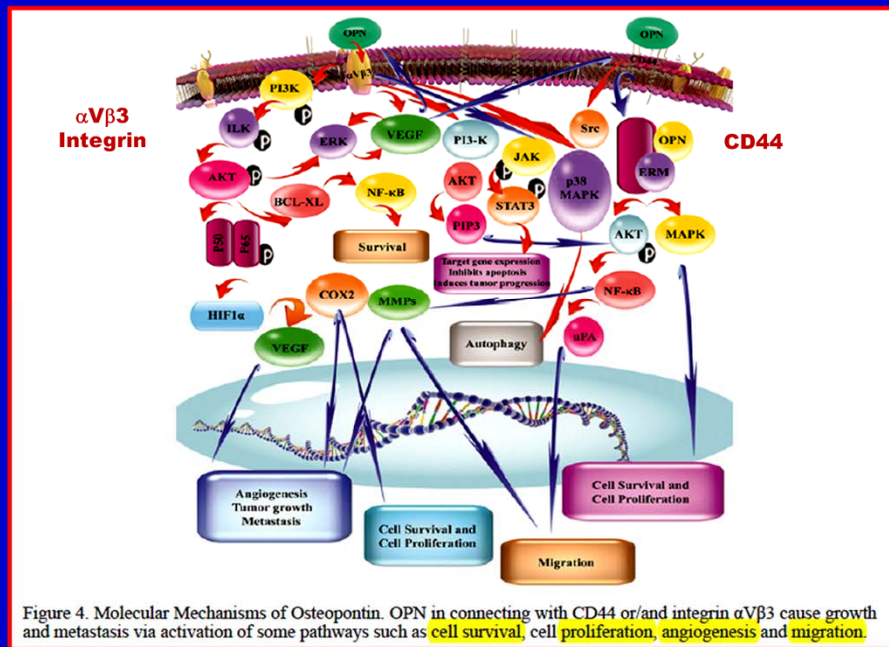 OPN
OPN
αVβ3
CD44
PI3K
P
αVβ3
Integrin
CD44
ILK
P
ERK
VEGF
PI3-K
Src
OPN
JAK
P
ERM
AKT
P
AKT
p38
MAPK
BCL-XL
NF-κB
STAT3
P
P50
P65
P
PIP3
AKT
P
MAPK
Survival
Target gene expression
Inhibits apoptosis
Induces tumor progression
COX2
MMPs
NF-κB
HIF1α
VEGF
Autophagy
uPA
Angiogenesis
Tumor growth
Metastasis
Cell Survival and
Cell Proliferation
Cell Survival and
Cell Proliferation
Migration
Figure 4. Molecular Mechanisms of Osteopontin. OPN in connecting with CD44 or/and integrin αVβ3 cause growth
and metastasis via activation of some pathways such as cell survival, cell proliferation, angiogenesis and migration.